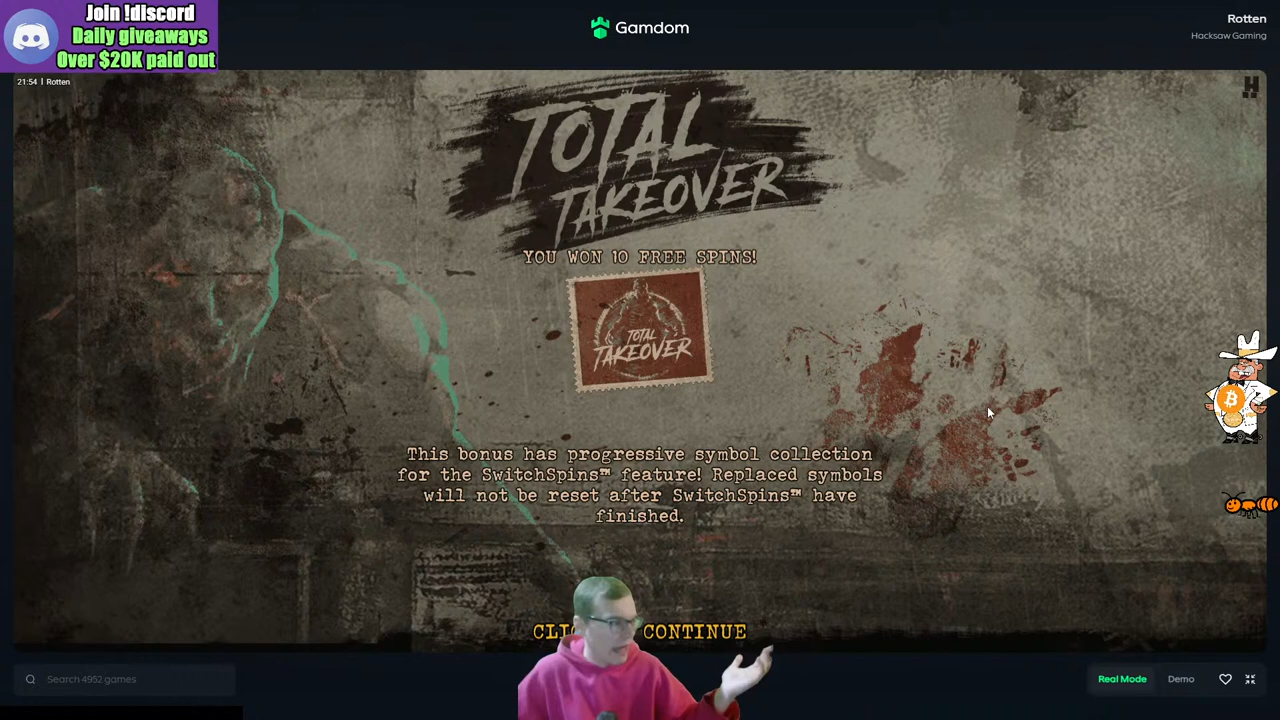 Join !discord
Daily giveaways
Over $20K paid out
Gamdom
Rotten
Hacksaw Gaming
21:54 | Rotten
TOTAL
TAKEOVER
YOU WON 10 FREE SPINS!
TOTAL
TAKEOVER
This bonus has progressive symbol collection
for the SwitchSpins™ feature! Replaced symbols
will not be reset after SwitchSpins™ have
finished.
CONTINUE
Search 4952 games
Real Mode
Demo